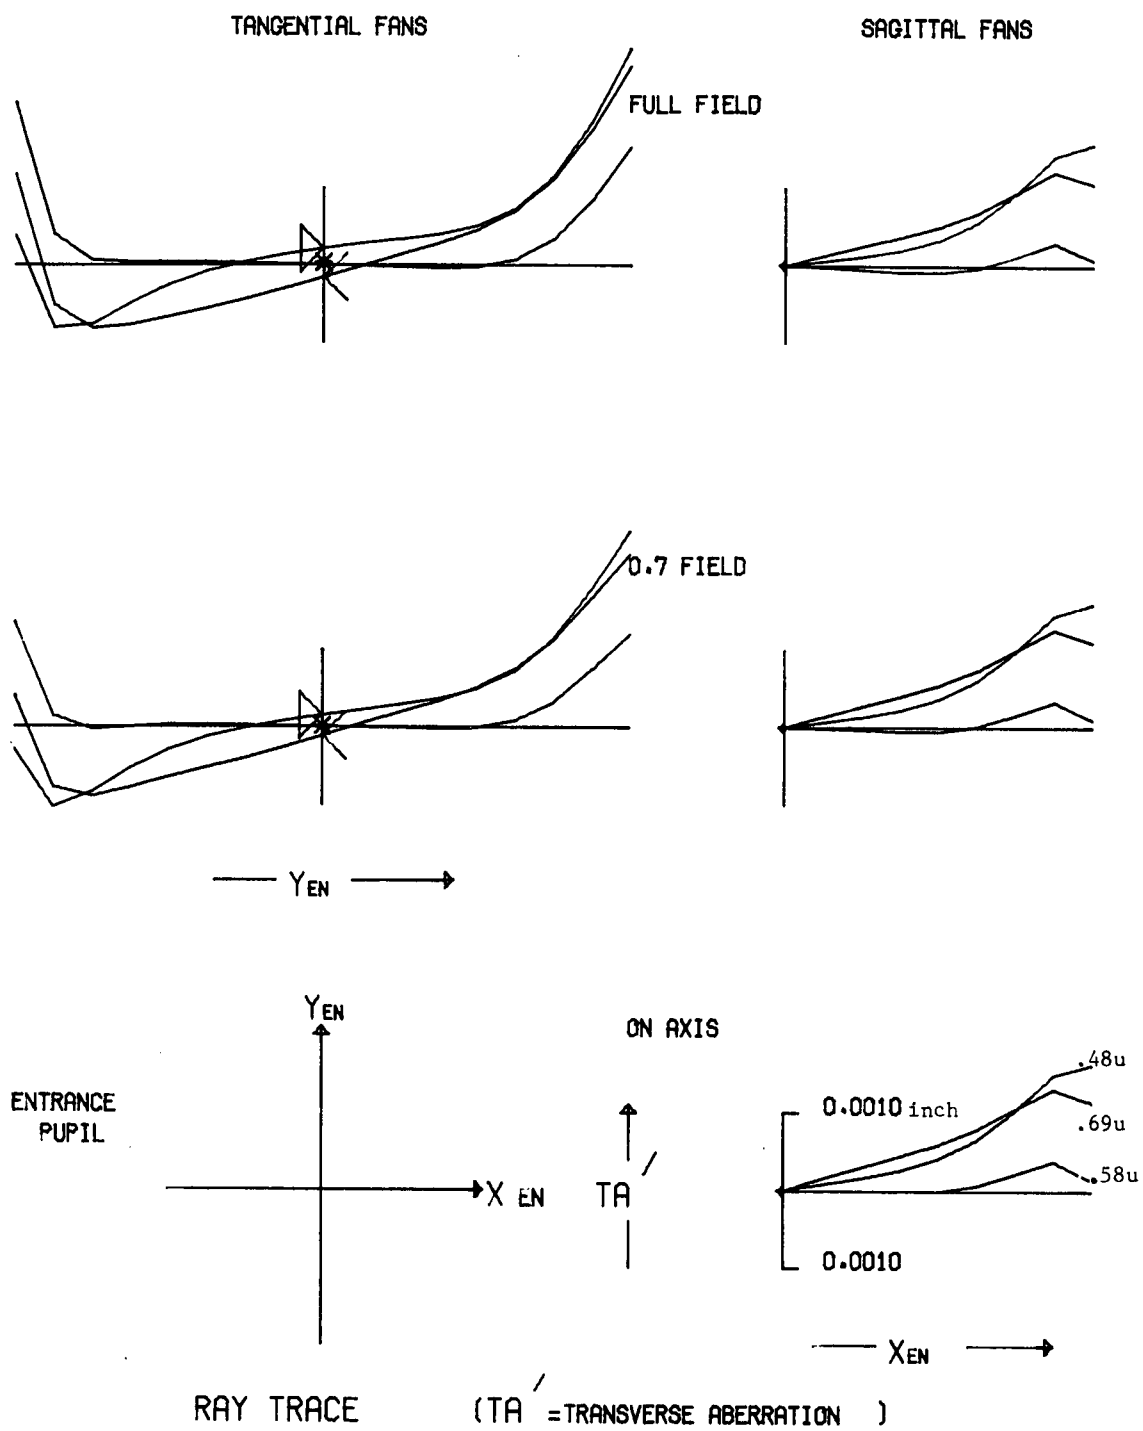 TANGENTIAL FANS
SAGITTAL FANS
FULL FIELD
0.7 FIELD
YEN
YEN
ON AXIS
ENTRANCE
PUPIL
X EN
TA ′
0.0010 inch
0.0010
.48u
.69u
.58u
XEN
RAY TRACE
(TA ′ =TRANSVERSE ABERRATION )